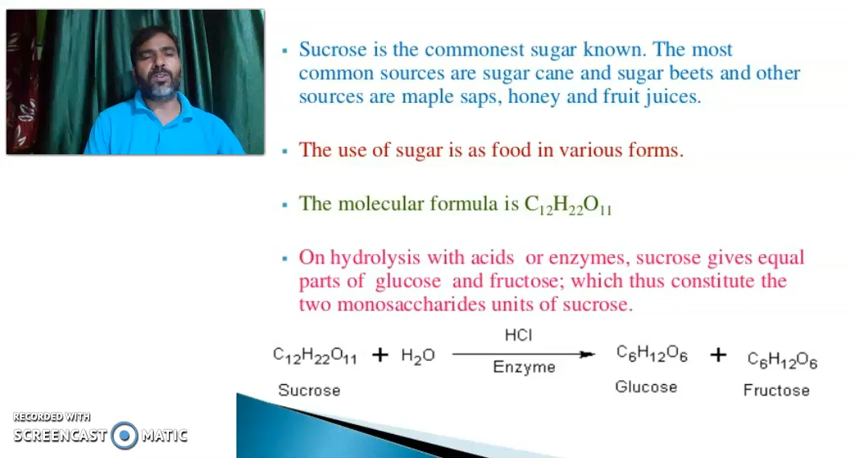 Sucrose is the commonest sugar known. The most
common sources are sugar cane and sugar beets and other
sources are maple saps, honey and fruit juices.
The use of sugar is as food in various forms.
The molecular formula is C₁₂H₂₂O₁₁
On hydrolysis with acids or enzymes, sucrose gives equal
parts of glucose and fructose; which thus constitute the
two monosaccharides units of sucrose.
HCl
C₁₂H₂₂O₁₁ + H₂O → C₆H₁₂O₆ + C₆H₁₂O₆
Enzyme
Sucrose Glucose Fructose
RECORDED WITH
SCREENCAST MATIC